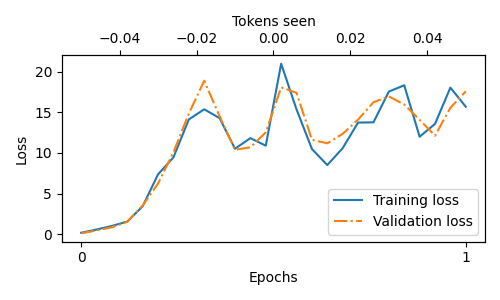 Tokens seen
−0.04 −0.02 0.00 0.02 0.04
20
15
10
5
0
Loss
Training loss
Validation loss
0 1
Epochs